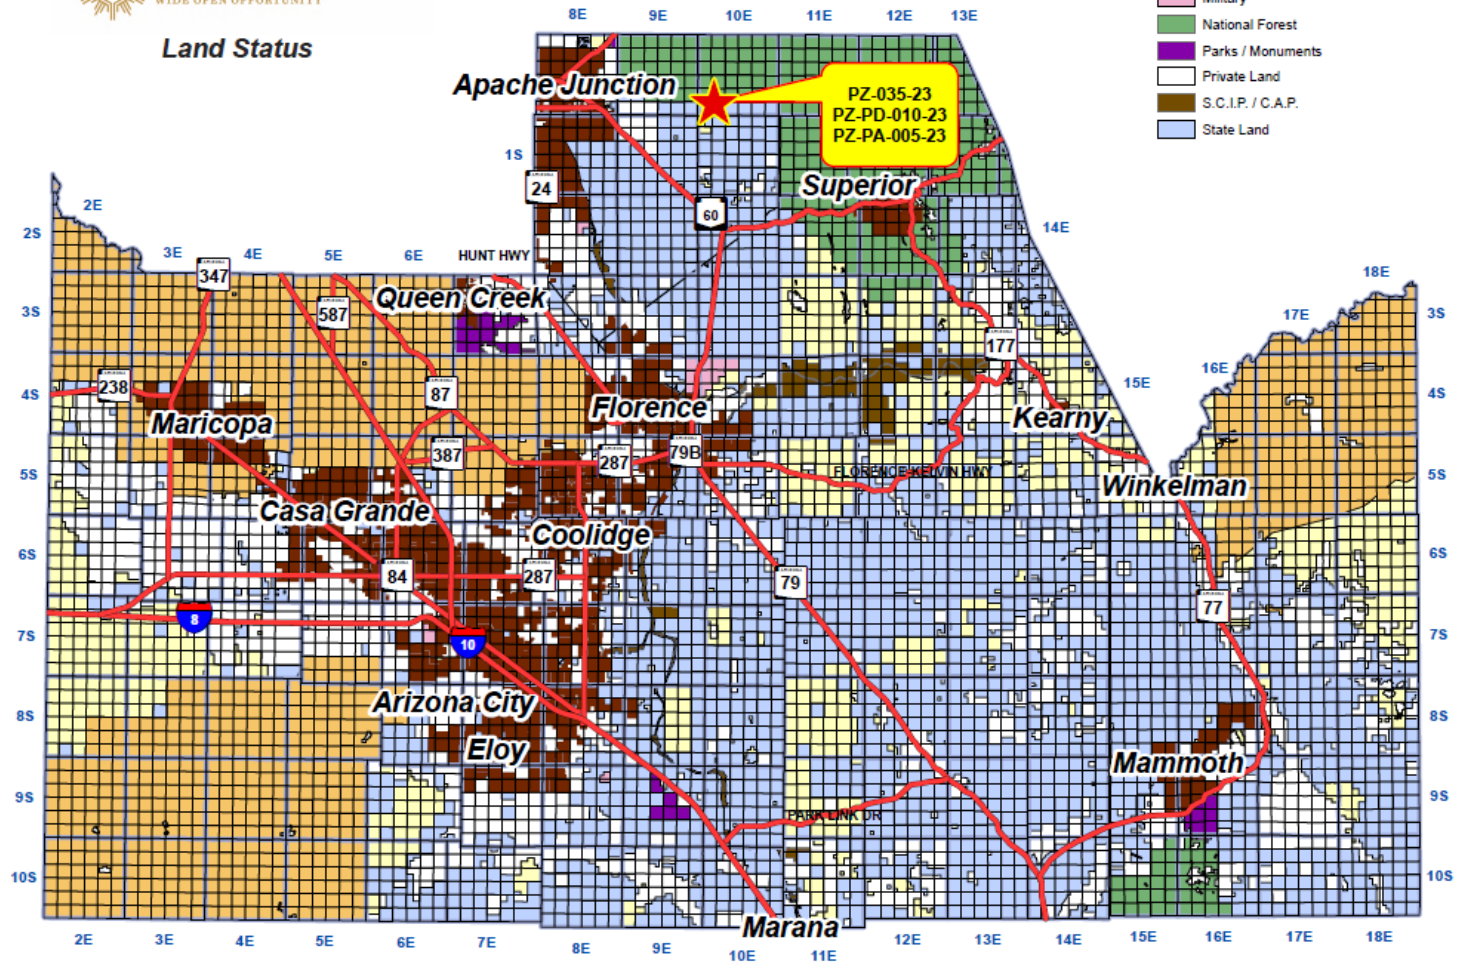 WIDE OPEN OPPORTUNITY
Land Status
Military
National Forest
Parks / Monuments
Private Land
S.C.I.P. / C.A.P.
State Land
8E 9E 10E 11E 12E 13E
Apache Junction
PZ-035-23
PZ-PD-010-23
PZ-PA-005-23
1S
24
Superior
2E
60
14E
2S
3E 4E 5E 6E
HUNT HWY
347
18E
Queen Creek
587
3S
17E
3S
177
16E
238
87
15E
4S
4S
Florence
Maricopa
Kearny
387
287
79B
5S
FLORENCE-KELVIN HWY
5S
Winkelman
Casa Grande
Coolidge
6S
6S
84
287
79
77
8
7S
10
7S
Arizona City
8S
8S
Eloy
Mammoth
9S
9S
PARK LINK DR
10S
10S
Marana
2E 3E 4E 5E 6E 7E 8E 9E 10E 11E 12E 13E 14E 15E 16E 17E 18E